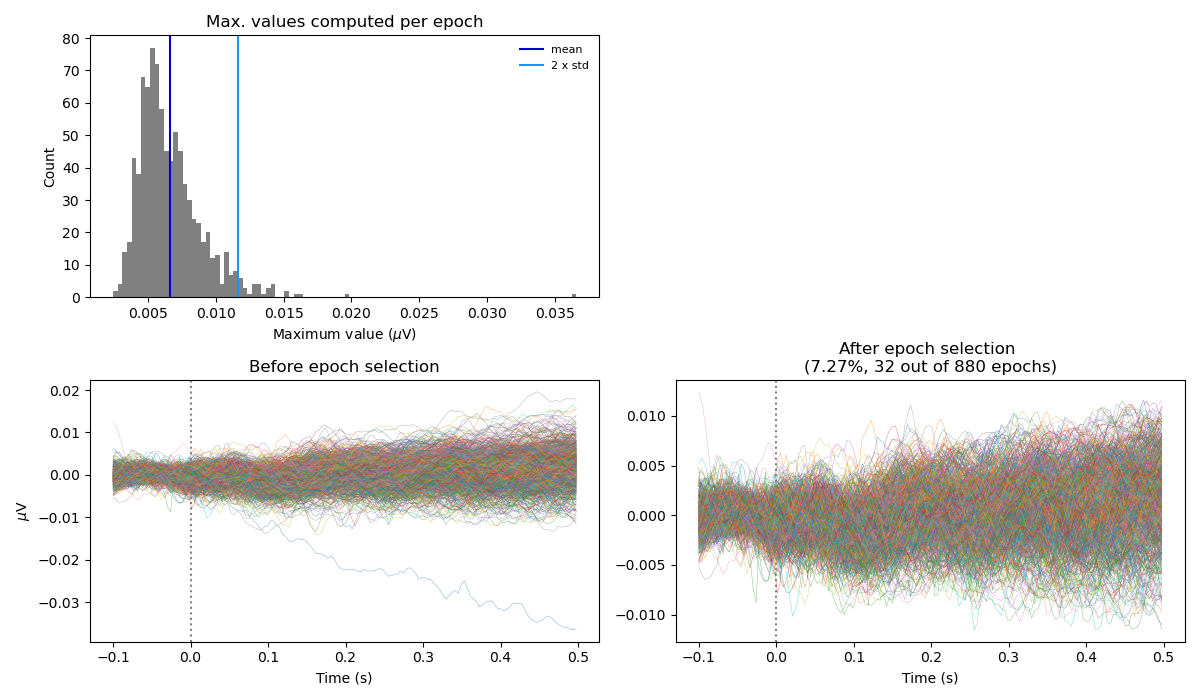 Max. values computed per epoch
80
70
60
50
40
30
20
10
0
Count
mean
2 x std
0.005 0.010 0.015 0.020 0.025 0.030 0.035
Maximum value (μV)
Before epoch selection
0.02
0.01
0.00
−0.01
−0.02
−0.03
μV
−0.1 0.0 0.1 0.2 0.3 0.4 0.5
Time (s)
After epoch selection
(7.27%, 32 out of 880 epochs)
0.010
0.005
0.000
−0.005
−0.010
−0.1 0.0 0.1 0.2 0.3 0.4 0.5
Time (s)